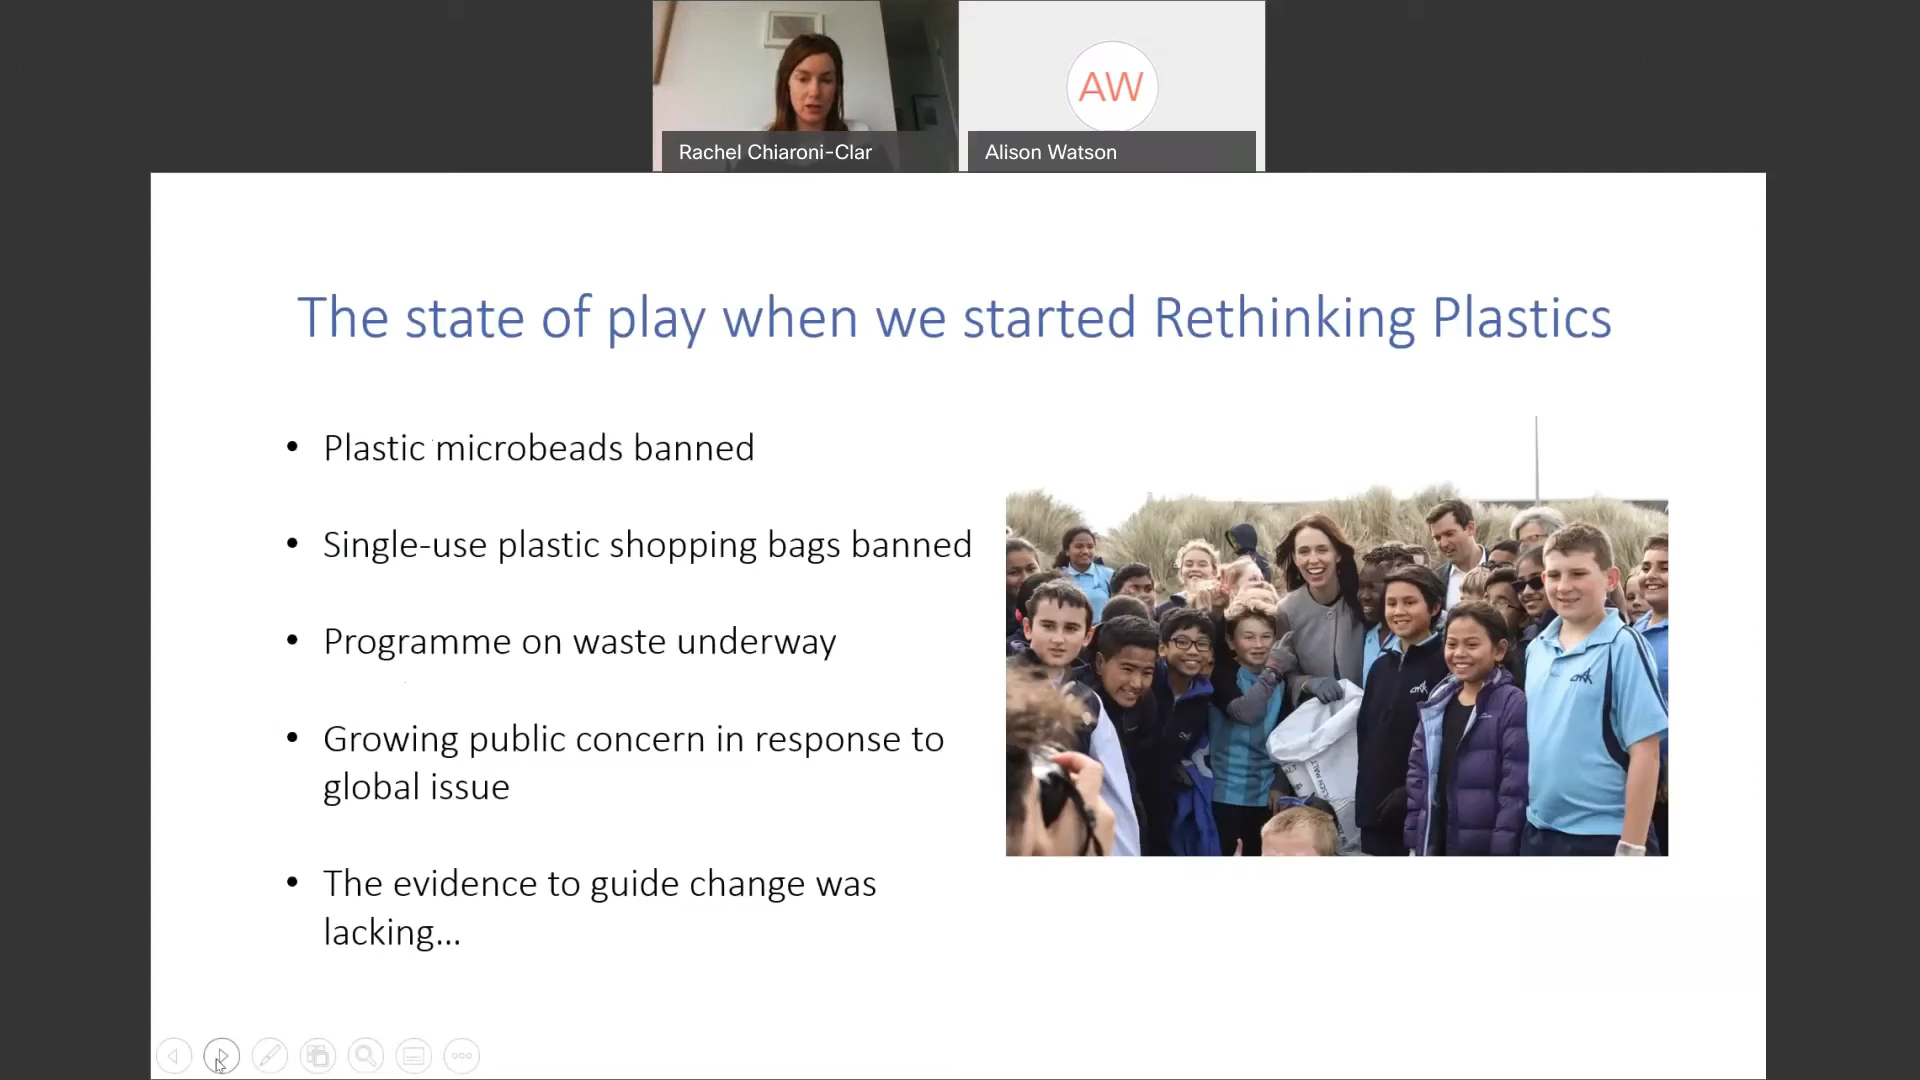 Rachel Chiaroni-Clar
AW
Alison Watson
The state of play when we started Rethinking Plastics
• Plastic microbeads banned
• Single-use plastic shopping bags banned
• Programme on waste underway
• Growing public concern in response to
global issue
• The evidence to guide change was
lacking...